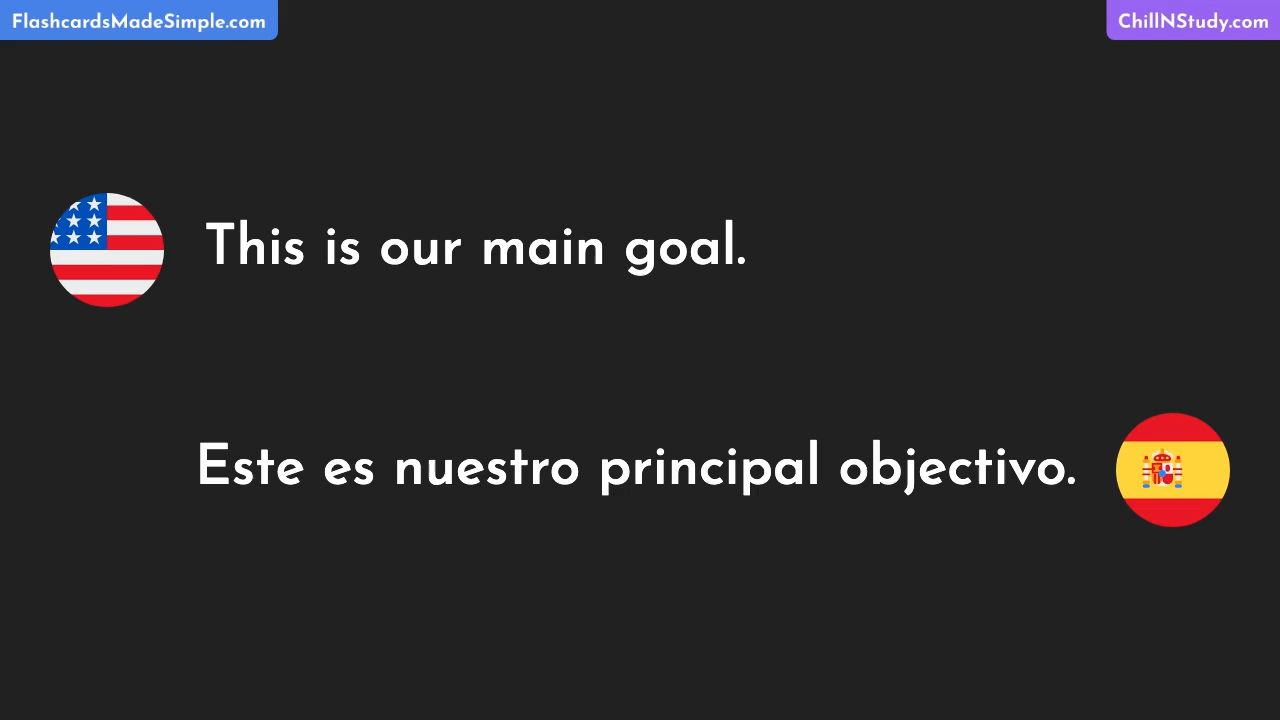 FlashcardsMadeSimple.com
ChillNStudy.com
This is our main goal.
Este es nuestro principal objectivo.